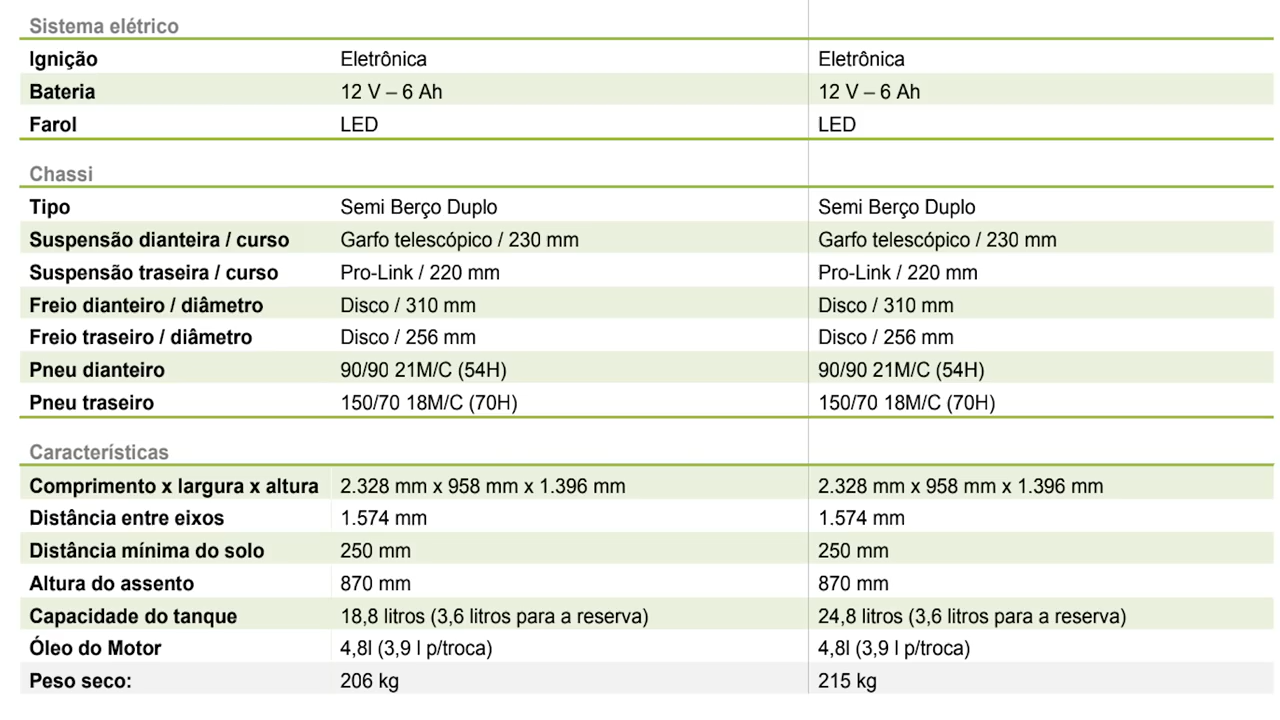 Sistema elétrico
Ignição Eletrônica Eletrônica
Bateria 12 V – 6 Ah 12 V – 6 Ah
Farol LED LED
Chassi
Tipo Semi Berço Duplo Semi Berço Duplo
Suspensão dianteira / curso Garfo telescópico / 230 mm Garfo telescópico / 230 mm
Suspensão traseira / curso Pro-Link / 220 mm Pro-Link / 220 mm
Freio dianteiro / diâmetro Disco / 310 mm Disco / 310 mm
Freio traseiro / diâmetro Disco / 256 mm Disco / 256 mm
Pneu dianteiro 90/90 21M/C (54H) 90/90 21M/C (54H)
Pneu traseiro 150/70 18M/C (70H) 150/70 18M/C (70H)
Características
Comprimento x largura x altura 2.328 mm x 958 mm x 1.396 mm 2.328 mm x 958 mm x 1.396 mm
Distância entre eixos 1.574 mm 1.574 mm
Distância mínima do solo 250 mm 250 mm
Altura do assento 870 mm 870 mm
Capacidade do tanque 18,8 litros (3,6 litros para a reserva) 24,8 litros (3,6 litros para a reserva)
Óleo do Motor 4,8l (3,9 l p/troca) 4,8l (3,9 l p/troca)
Peso seco: 206 kg 215 kg